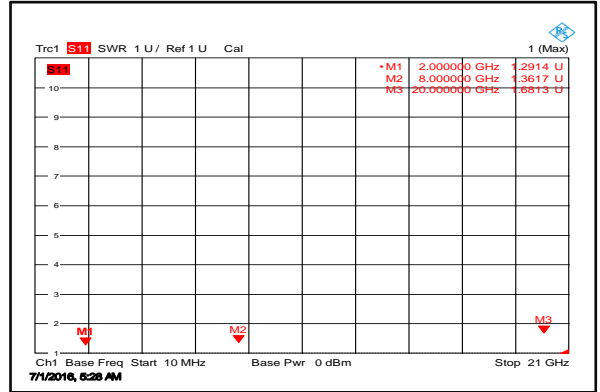 Trc1 S11 SWR 1 U / Ref 1 U Cal 1 (Max)
S11
•M1 2.000000 GHz 1.2914 U
M2 8.000000 GHz 1.3617 U
M3 20.000000 GHz 1.6813 U
10
9
8
7
6
5
4
3
2
1
M1
M2
M3
Ch1 Base Freq Start 10 MHz Base Pwr 0 dBm Stop 21 GHz
7/1/2016, 5:28 AM